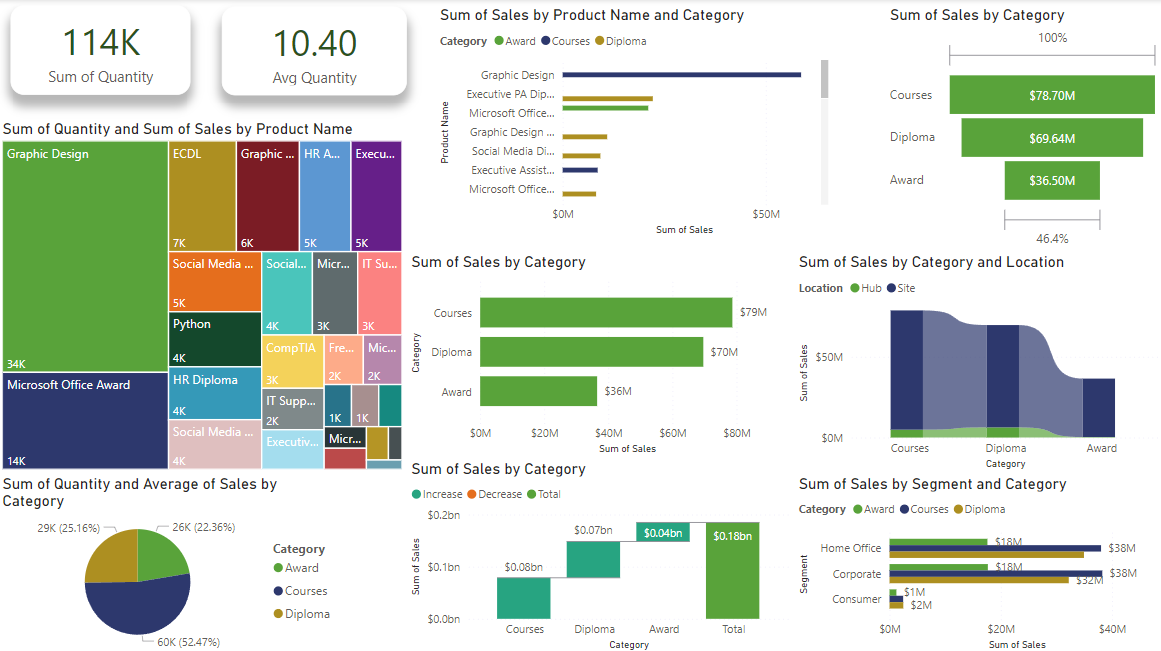 114K
Sum of Quantity
10.40
Avg Quantity
Sum of Quantity and Sum of Sales by Product Name
Graphic Design
34K
Microsoft Office Award
14K
ECDL
7K
Graphic ...
6K
HR A...
5K
Execu...
5K
Social Media ...
5K
Python
4K
HR Diploma
4K
Social Media ...
4K
Social...
4K
Micr...
3K
IT Su...
3K
CompTIA
3K
Fre...
2K
Mic...
2K
IT Supp...
2K
Executiv...
1K
1K
Micr...
Sum of Quantity and Average of Sales by
Category
29K (25.16%)
26K (22.36%)
60K (52.47%)
Category
Award
Courses
Diploma
Sum of Sales by Product Name and Category
Category Award Courses Diploma
Product Name
Graphic Design
Executive PA Dip...
Microsoft Office...
Graphic Design ...
Social Media Di...
Executive Assist...
Microsoft Office...
$0M $50M
Sum of Sales
Sum of Sales by Category
Category
Courses $79M
Diploma $70M
Award $36M
$0M $20M $40M $60M $80M
Sum of Sales
Sum of Sales by Category
Increase Decrease Total
Sum of Sales
$0.2bn
$0.1bn
$0.0bn
$0.08bn
$0.07bn
$0.04bn
$0.18bn
Courses Diploma Award Total
Category
Sum of Sales by Category
100%
Courses $78.70M
Diploma $69.64M
Award $36.50M
46.4%
Sum of Sales by Category and Location
Location Hub Site
Sum of Sales
$50M
$0M
Courses Diploma Award
Category
Sum of Sales by Segment and Category
Category Award Courses Diploma
Segment
Home Office $18M $38M
Corporate $18M $38M $32M
Consumer $1M $2M
$0M $20M $40M
Sum of Sales